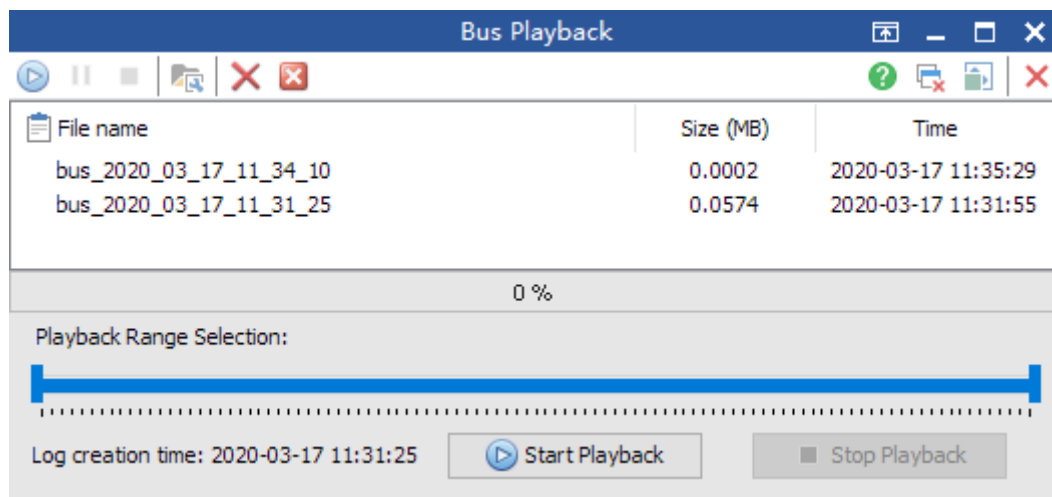 Bus Playback
File name Size (MB) Time
bus_2020_03_17_11_34_10 0.0002 2020-03-17 11:35:29
bus_2020_03_17_11_31_25 0.0574 2020-03-17 11:31:55
0 %
Playback Range Selection:
Log creation time: 2020-03-17 11:31:25 Start Playback Stop Playback